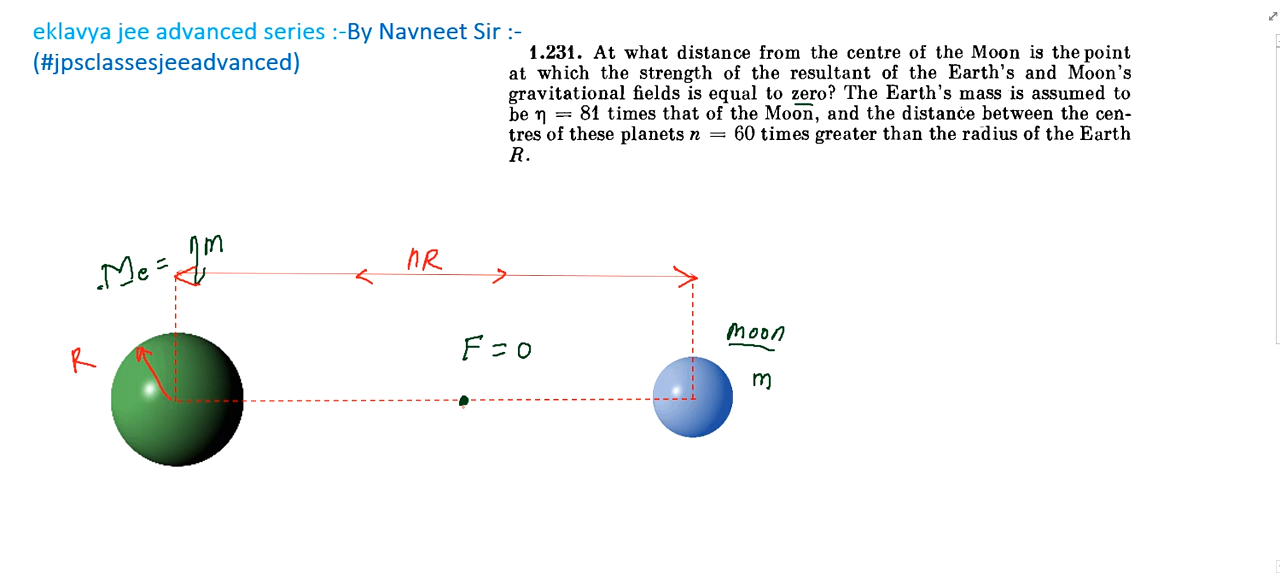 eklavya jee advanced series :-By Navneet Sir :-
(#jpsclassesjeeadvanced)
1.231. At what distance from the centre of the Moon is the point
at which the strength of the resultant of the Earth's and Moon's
gravitational fields is equal to zero? The Earth's mass is assumed to
be η = 81 times that of the Moon, and the distance between the cen-
tres of these planets n = 60 times greater than the radius of the Earth
R.
Me = ηm
nR
R
F = 0
moon
m